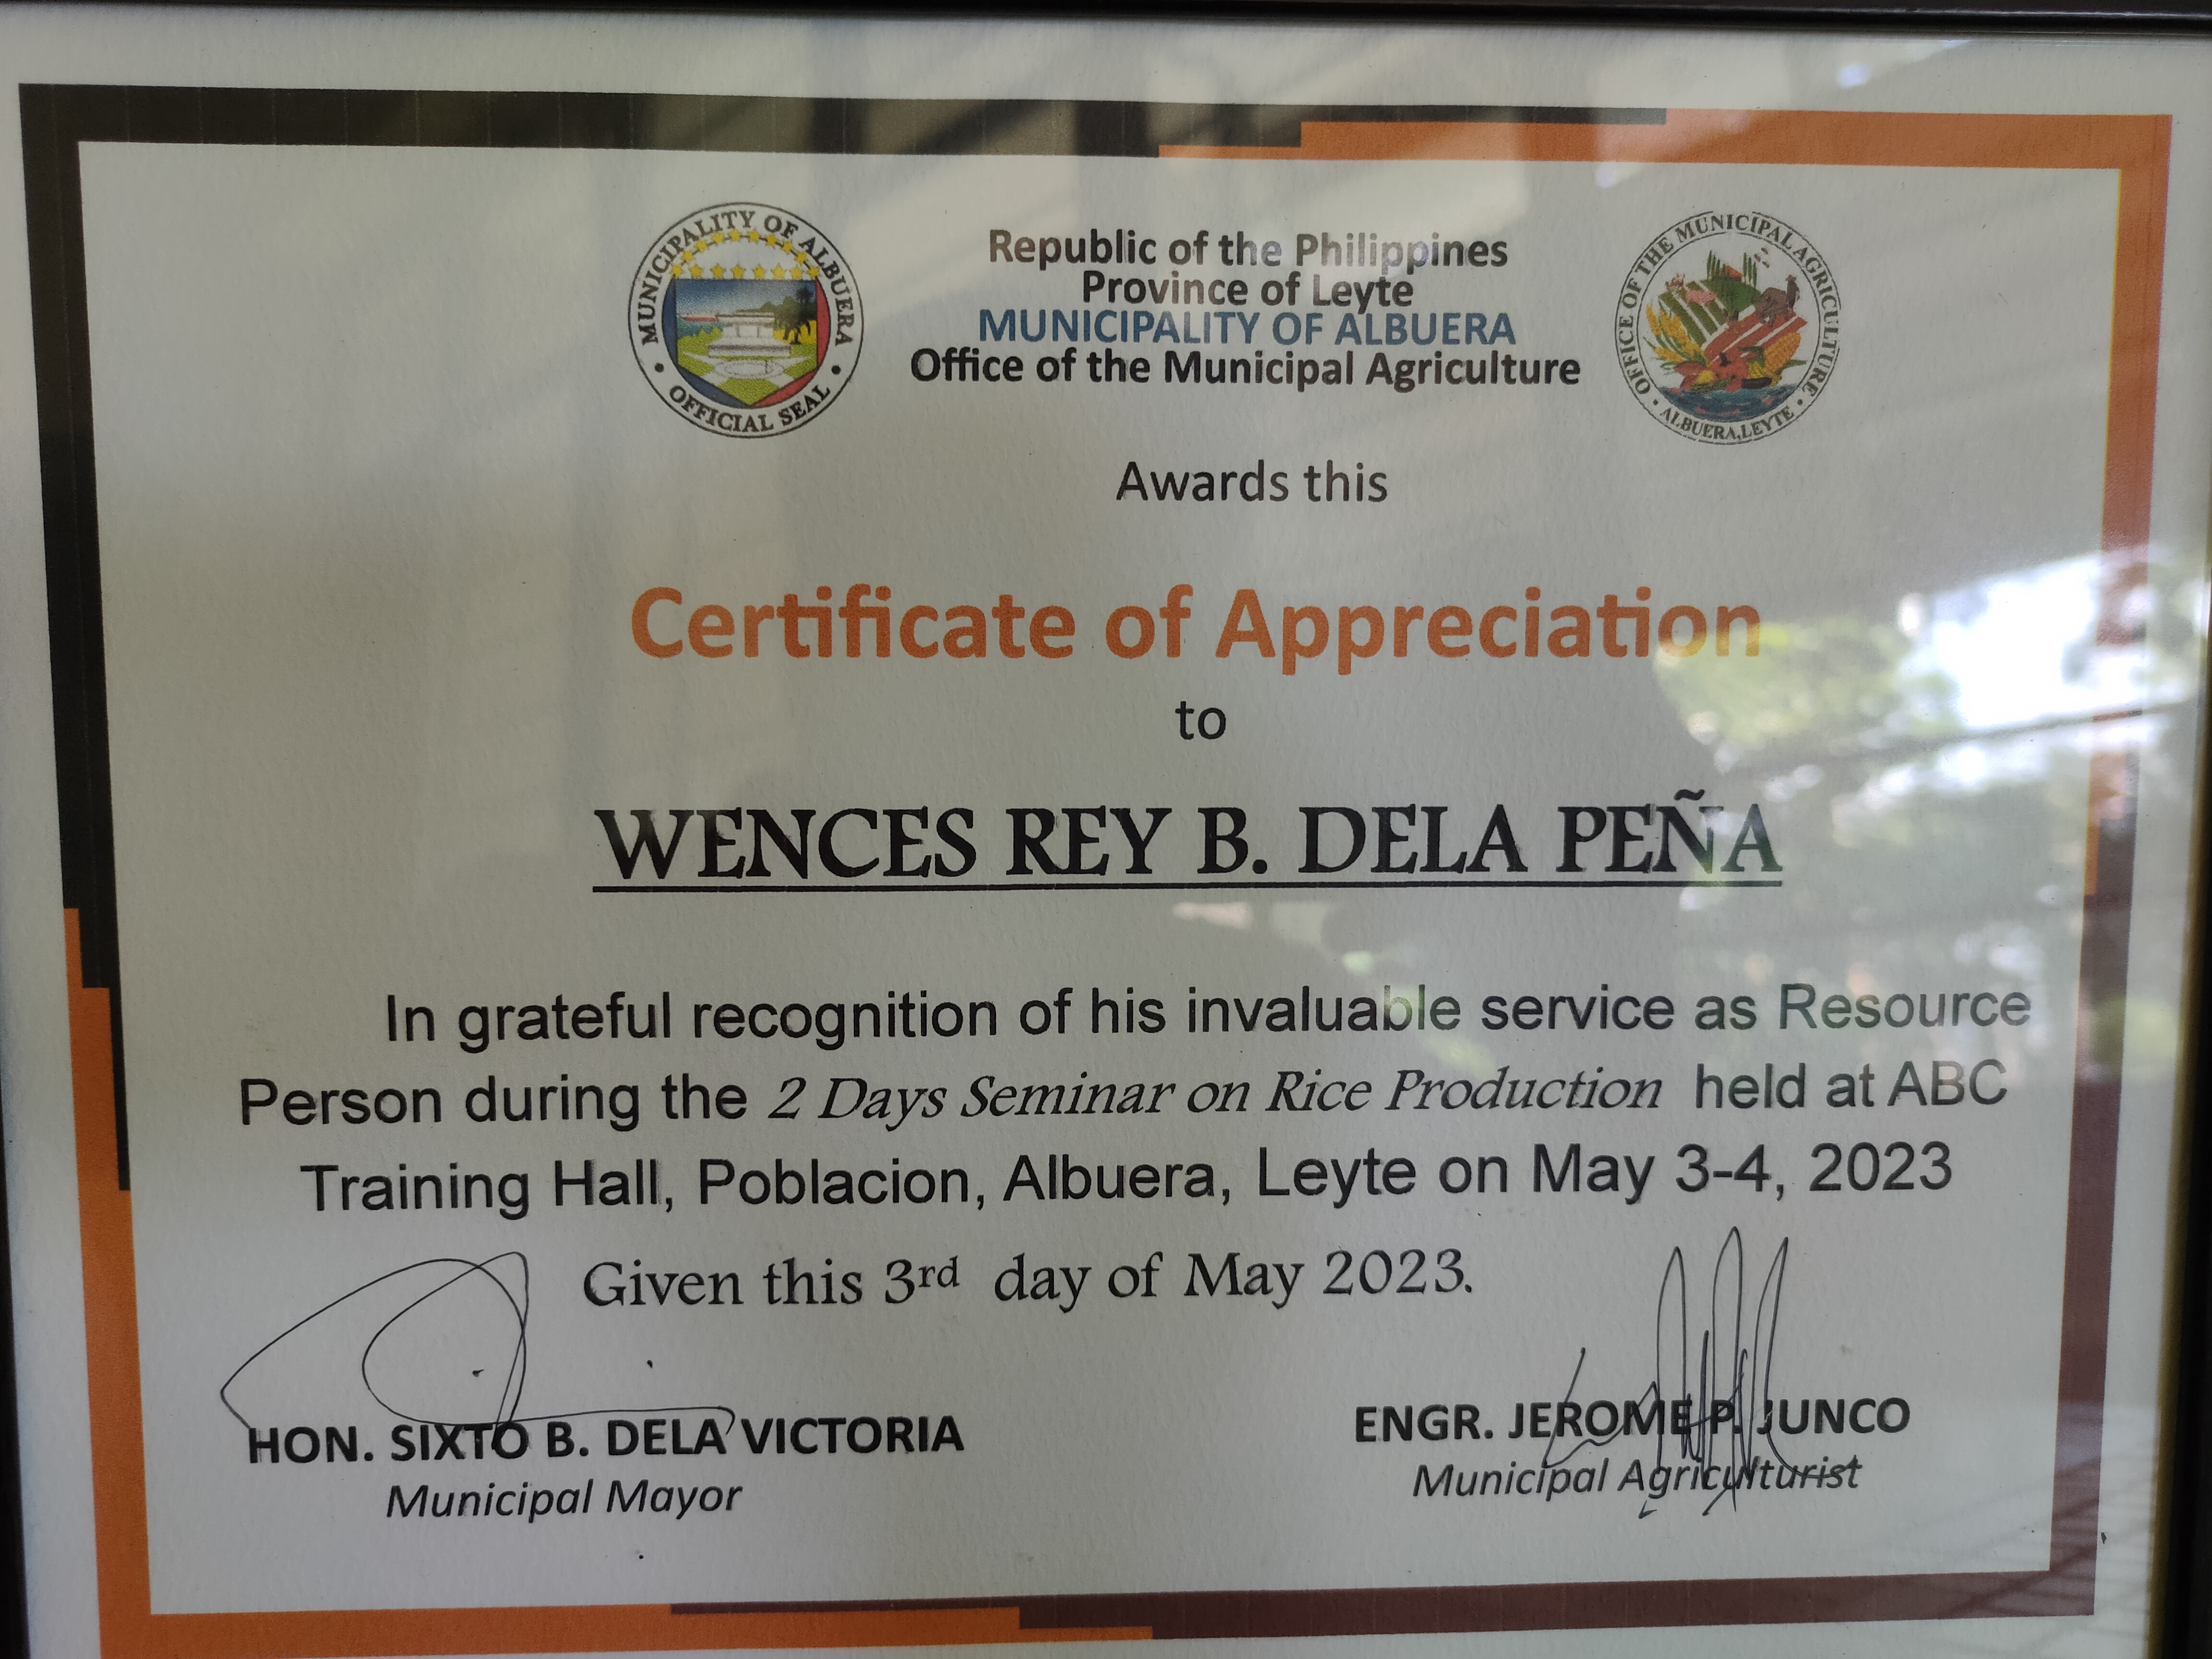 MUNICIPALITY OF ALBUERA
OFFICIAL SEAL
Republic of the Philippines
Province of Leyte
MUNICIPALITY OF ALBUERA
Office of the Municipal Agriculture
OFFICE OF THE MUNICIPAL AGRICULTURE
ALBUERA,LEYTE
Awards this
Certificate of Appreciation
to
WENCES REY B. DELA PEÑA
In grateful recognition of his invaluable service as Resource
Person during the 2 Days Seminar on Rice Production held at ABC
Training Hall, Poblacion, Albuera, Leyte on May 3-4, 2023
Given this 3rd day of May 2023.
HON. SIXTO B. DELA VICTORIA
Municipal Mayor
ENGR. JEROME P. JUNCO
Municipal Agriculturist